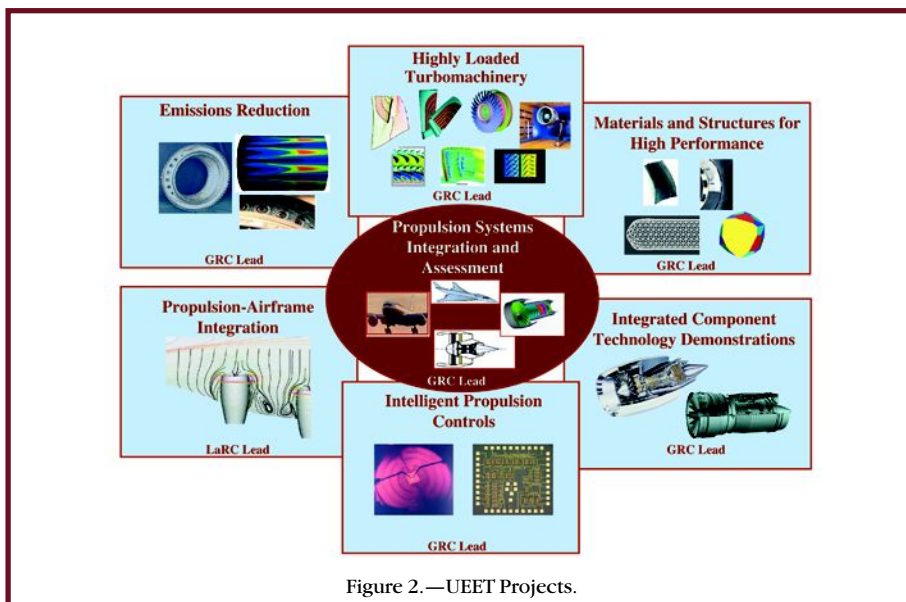 Highly Loaded
Turbomachinery
GRC Lead
Emissions Reduction
GRC Lead
Materials and Structures for
High Performance
GRC Lead
Propulsion Systems
Integration and
Assessment
GRC Lead
Propulsion-Airframe
Integration
LaRC Lead
Intelligent Propulsion
Controls
GRC Lead
Integrated Component
Technology Demonstrations
GRC Lead
Figure 2.—UEET Projects.